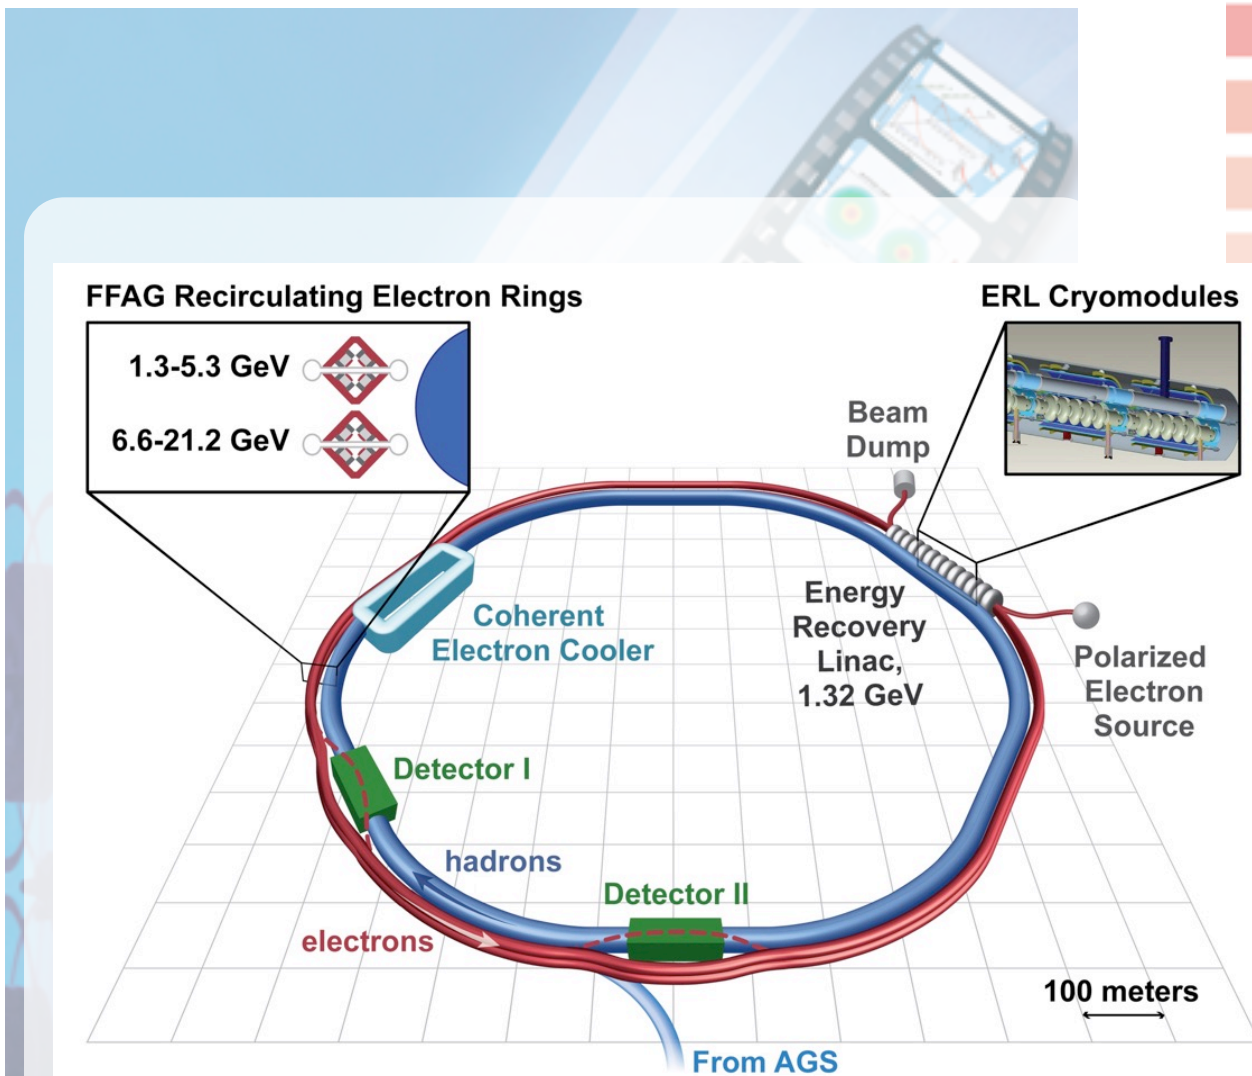 FFAG Recirculating Electron Rings
1.3-5.3 GeV
6.6-21.2 GeV
ERL Cryomodules
Beam
Dump
Energy
Recovery
Linac,
1.32 GeV
Polarized
Electron
Source
Coherent
Electron Cooler
Detector I
hadrons
Detector II
electrons
100 meters
From AGS